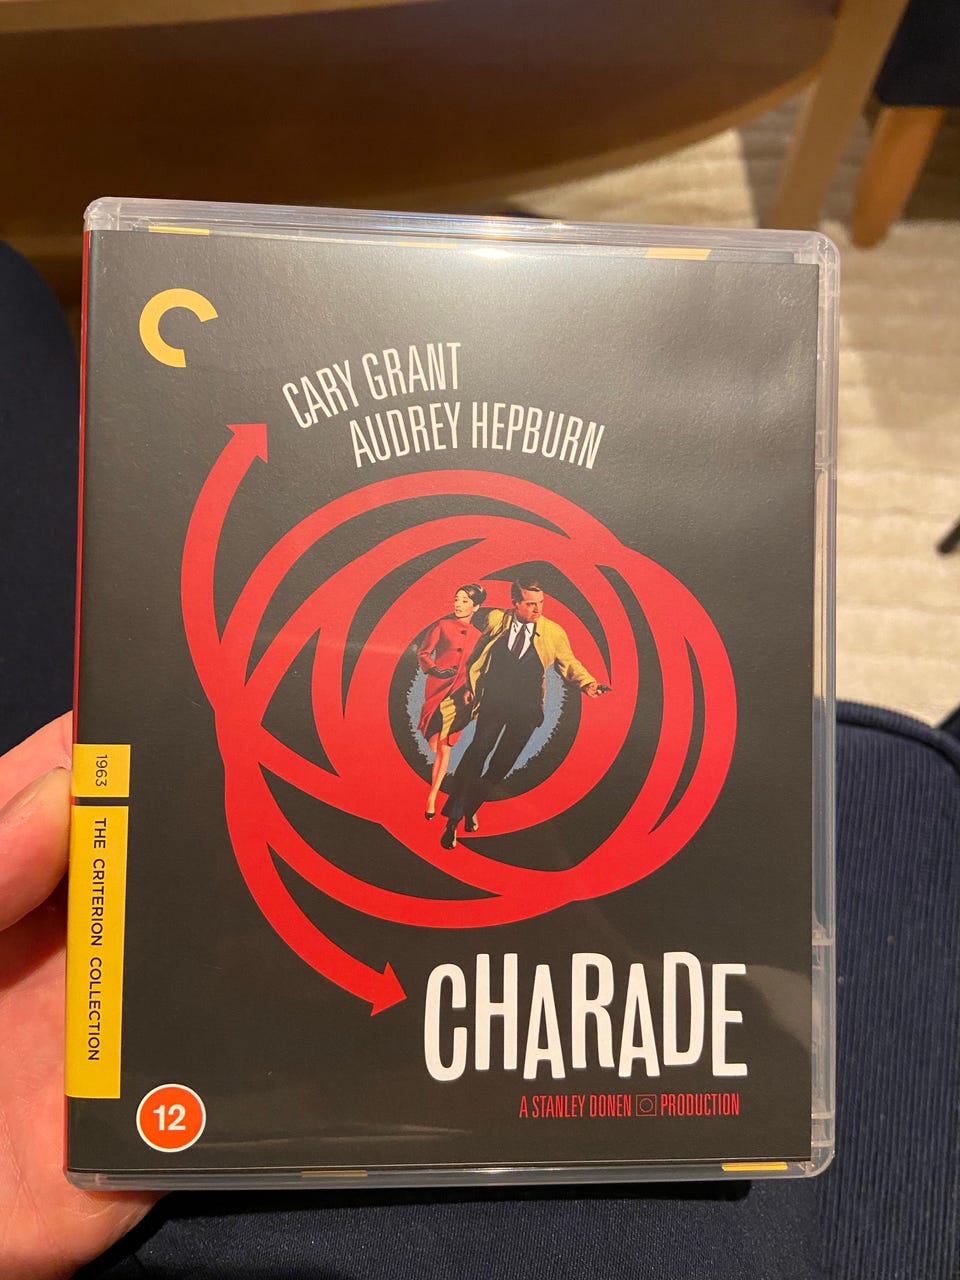 CARY GRANT
AUDREY HEPBURN
1963
THE CRITERION COLLECTION
CHARADE
A STANLEY DONEN PRODUCTION
12